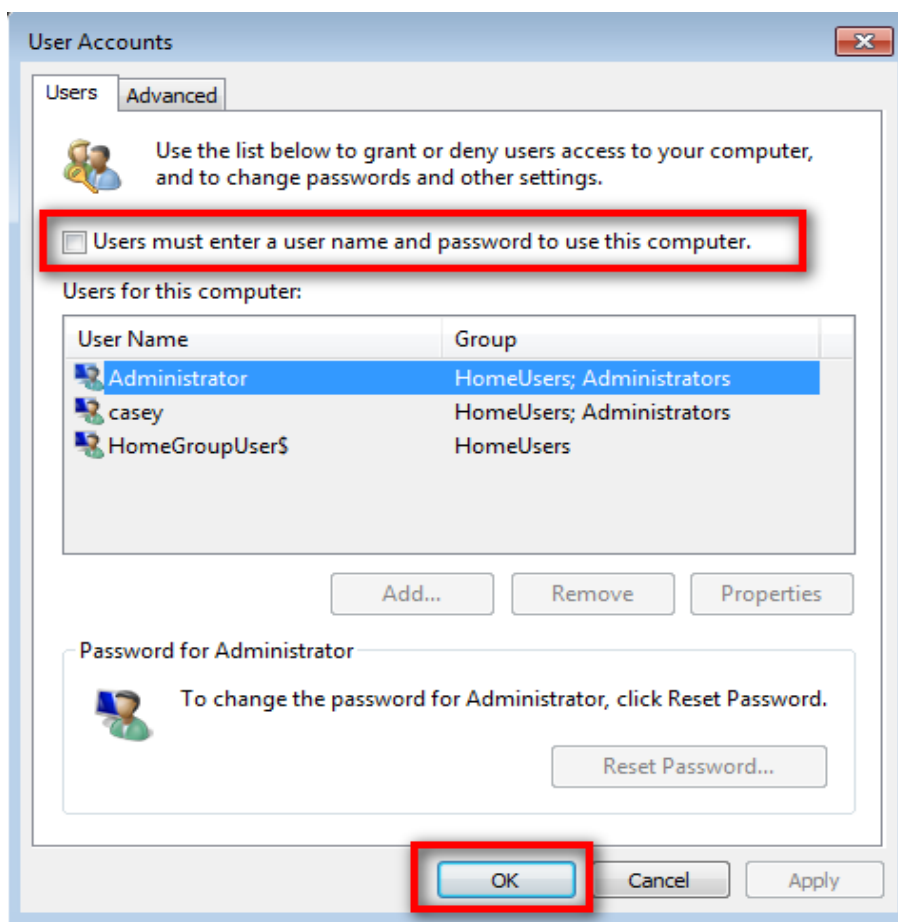 User Accounts
Users
Advanced
Use the list below to grant or deny users access to your computer,
and to change passwords and other settings.
Users must enter a user name and password to use this computer.
Users for this computer:
User Name Group
Administrator HomeUsers; Administrators
casey HomeUsers; Administrators
HomeGroupUser$ HomeUsers
Add... Remove Properties
Password for Administrator
To change the password for Administrator, click Reset Password.
Reset Password...
OK Cancel Apply